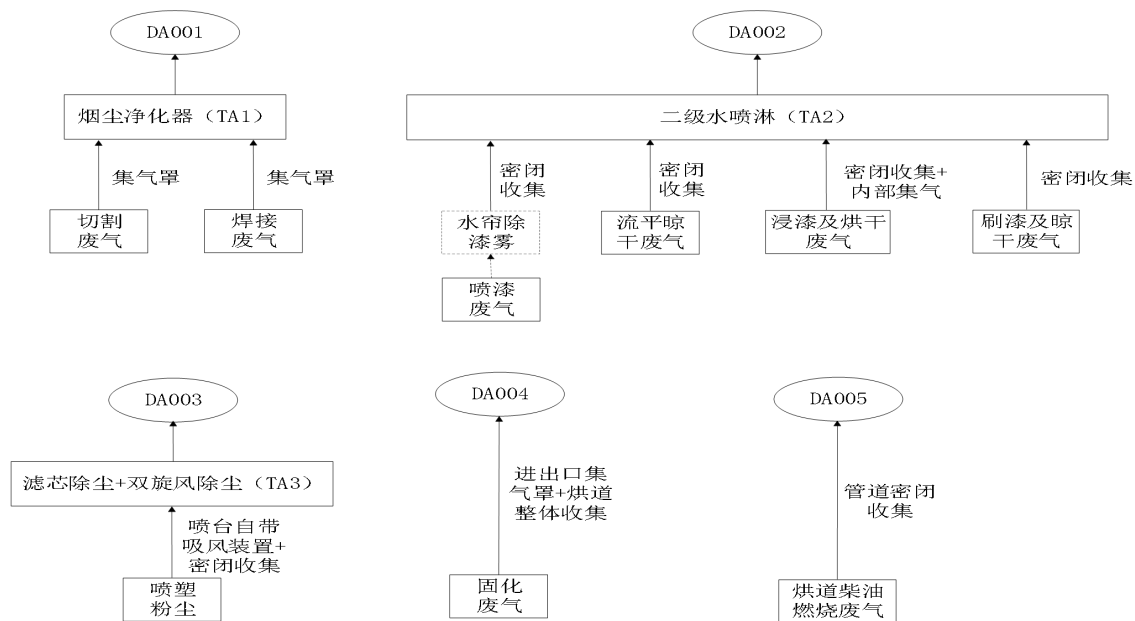 DA001
DA002
烟尘净化器（TA1）
二级水喷淋（TA2）
集气罩
集气罩
密闭
收集
密闭
收集
密闭收集+
内部集气
密闭收集
切割
废气
焊接
废气
水帘除
漆雾
流平晾
干废气
浸漆及烘干
废气
刷漆及晾
干废气
喷漆
废气
DA003
DA004
DA005
滤芯除尘+双旋风除尘（TA3）
进出口集
气罩+烘道
整体收集
管道密闭
收集
喷台自带
吸风装置+
密闭收集
喷塑
粉尘
固化
废气
烘道柴油
燃烧废气